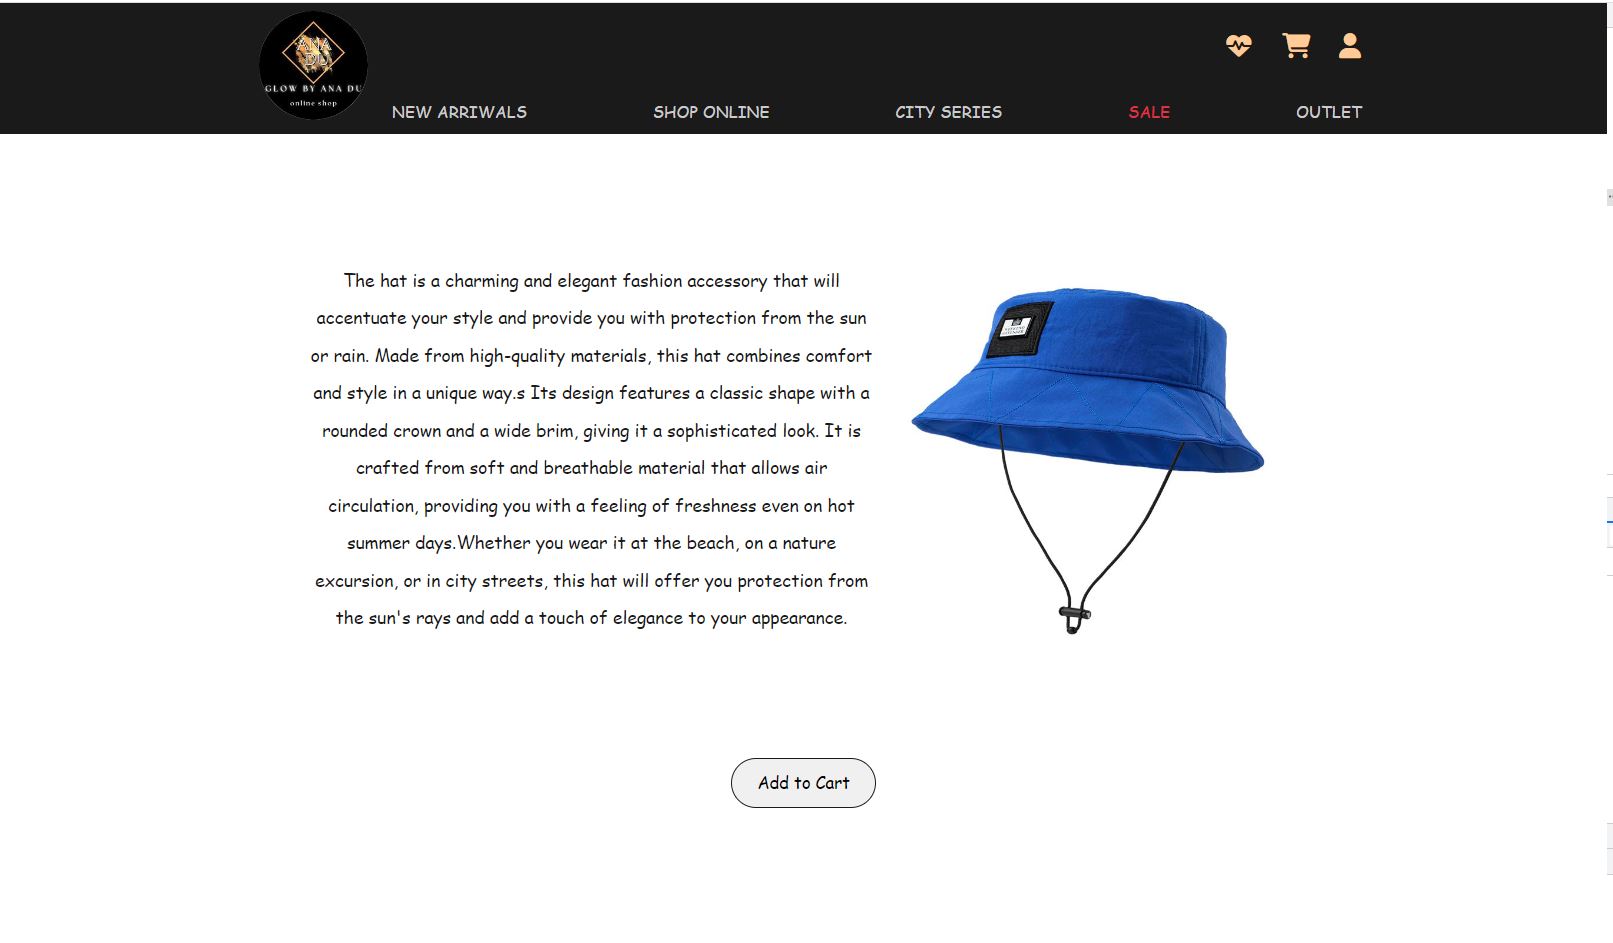 ANA
DU
GLOW BY ANA DU
online shop
NEW ARRIWALS
SHOP ONLINE
CITY SERIES
SALE
OUTLET
The hat is a charming and elegant fashion accessory that will
accentuate your style and provide you with protection from the sun
or rain. Made from high-quality materials, this hat combines comfort
and style in a unique way.s Its design features a classic shape with a
rounded crown and a wide brim, giving it a sophisticated look. It is
crafted from soft and breathable material that allows air
circulation, providing you with a feeling of freshness even on hot
summer days.Whether you wear it at the beach, on a nature
excursion, or in city streets, this hat will offer you protection from
the sun's rays and add a touch of elegance to your appearance.
Add to Cart